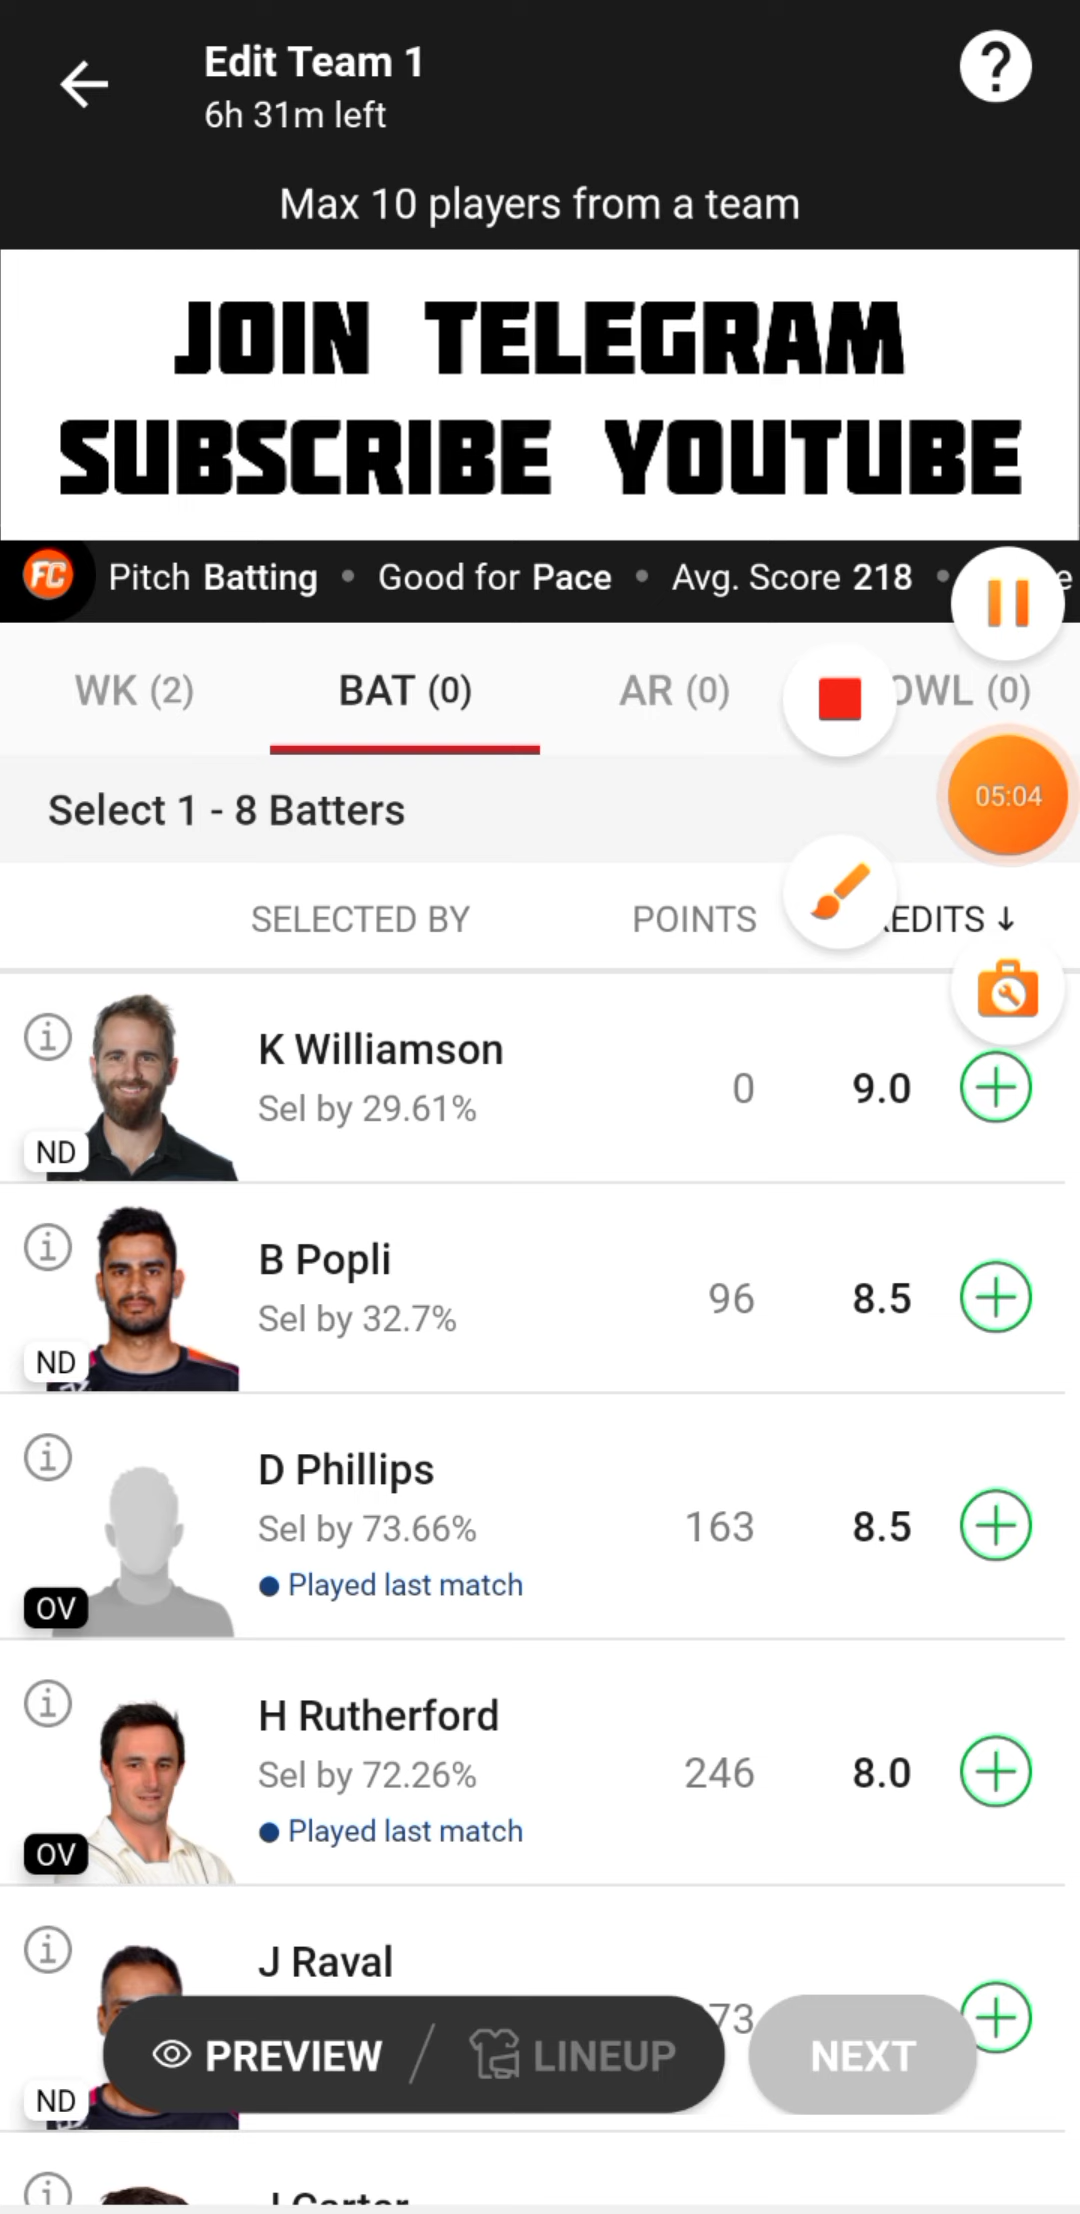 Edit Team 1
6h 31m left
Max 10 players from a team
JOIN TELEGRAM
SUBSCRIBE YOUTUBE
FC Pitch Batting • Good for Pace • Avg. Score 218 •
WK (2) BAT (0) AR (0) OWL (0)
05:04
Select 1 - 8 Batters
SELECTED BY POINTS EDITS ↓
K Williamson
0 9.0
Sel by 29.61%
ND
B Popli
96 8.5
Sel by 32.7%
ND
D Phillips
Sel by 73.66% 163 8.5
Played last match
OV
H Rutherford
Sel by 72.26% 246 8.0
Played last match
OV
J Raval
73
PREVIEW / LINEUP NEXT
ND